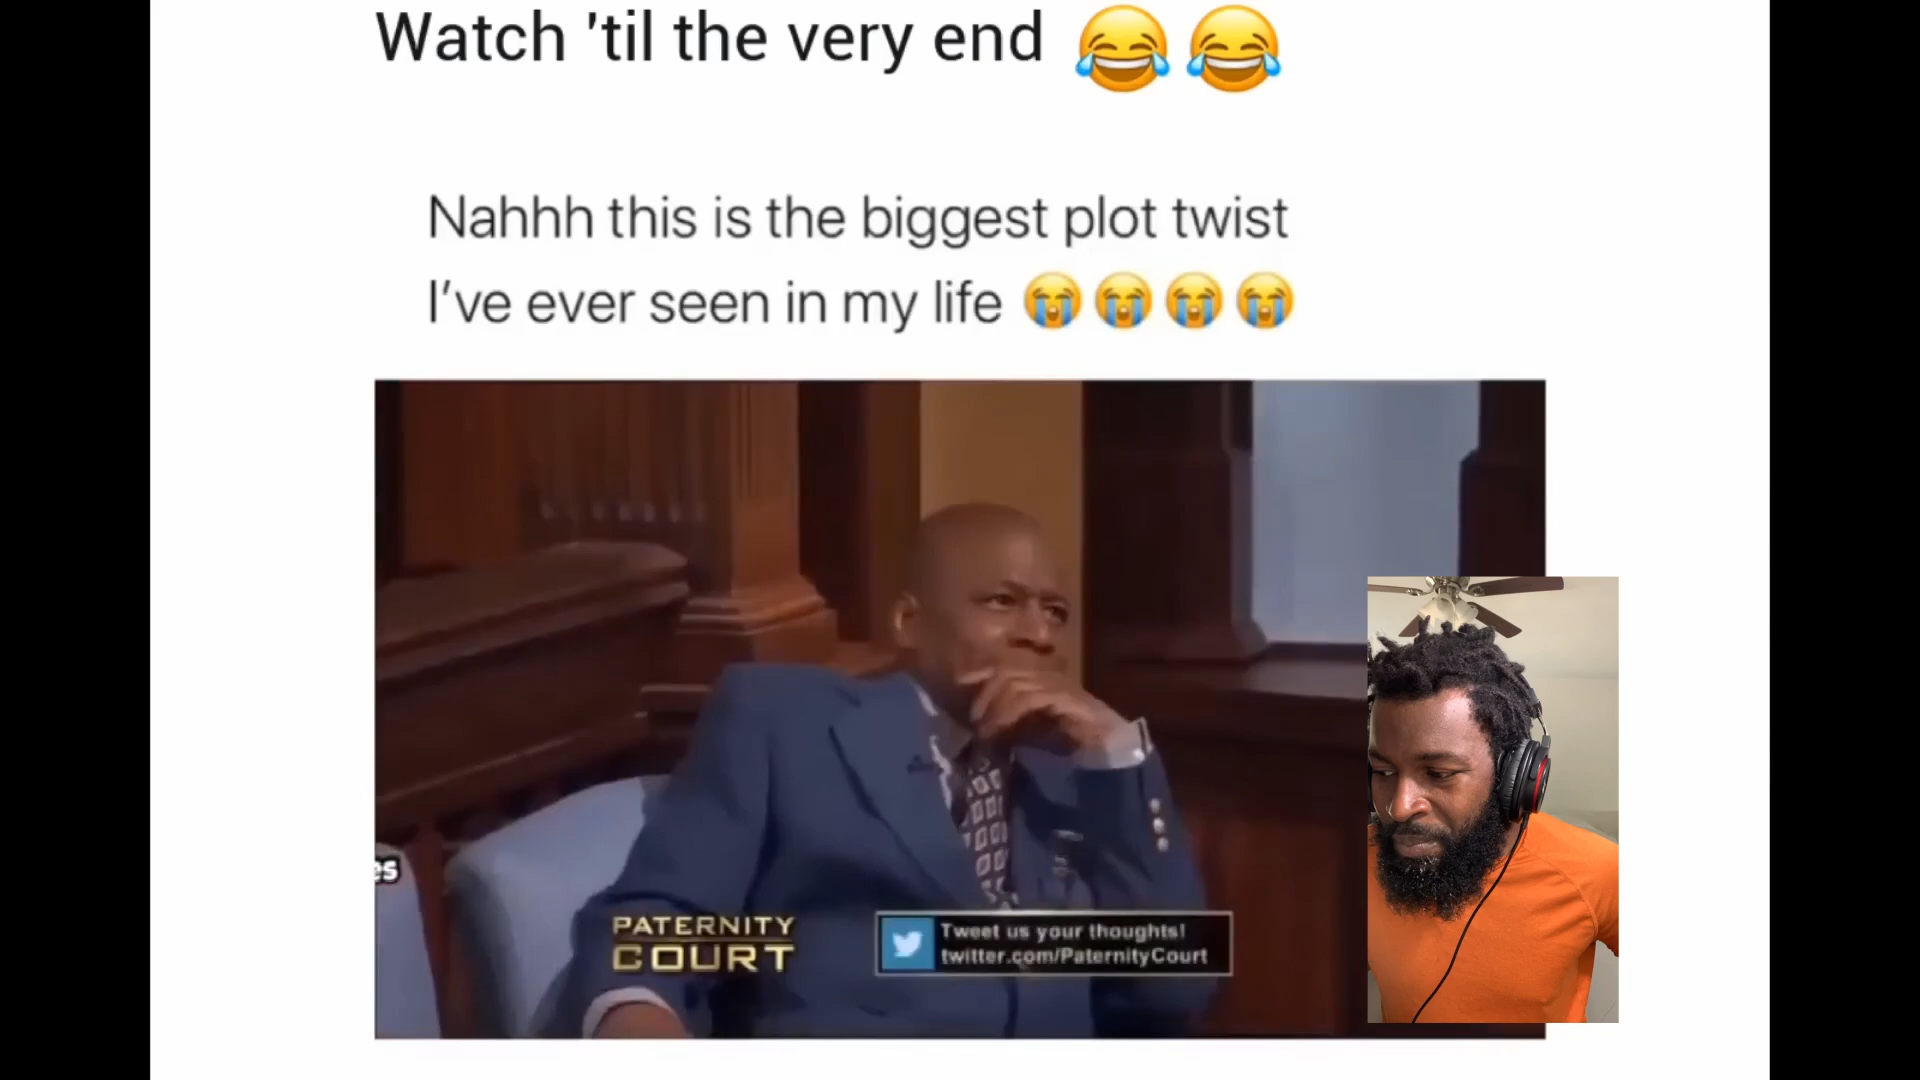 Watch 'til the very end 😂😂
Nahhh this is the biggest plot twist
I've ever seen in my life 😭😭😭😭
es
PATERNITY
COURT
Tweet us your thoughts!
twitter.com/PaternityCourt